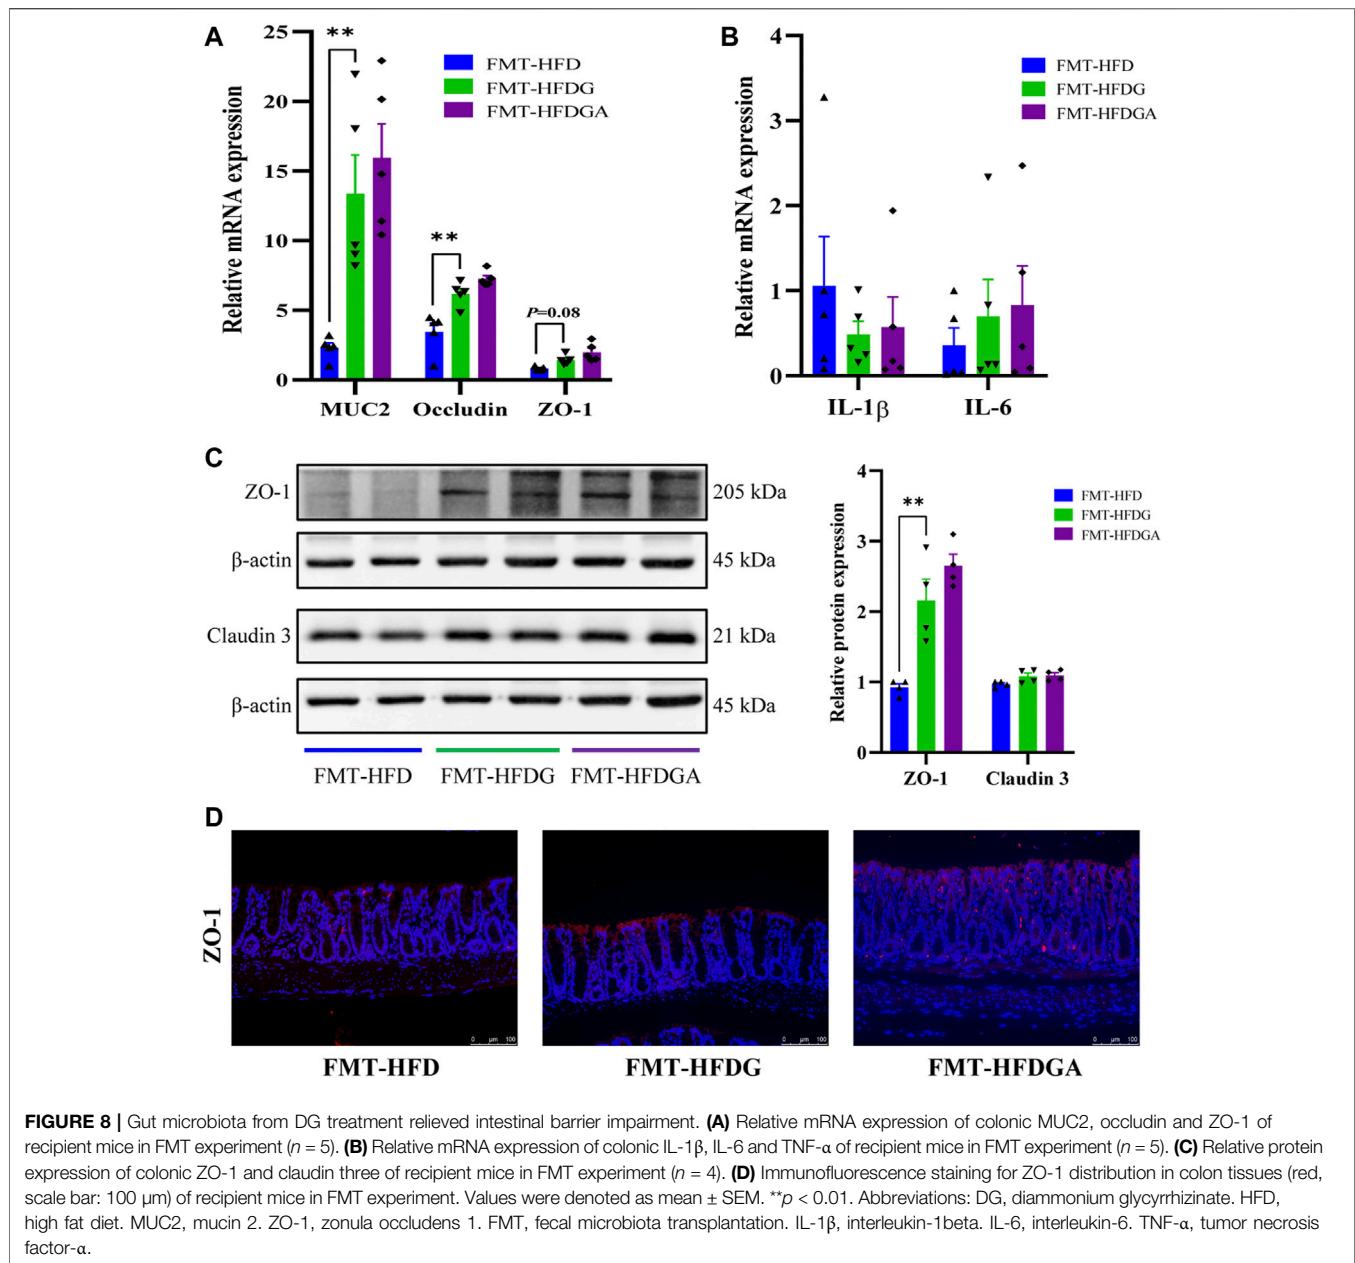 A
25
20
15
10
5
0
Relative mRNA expression
**
**
P=0.08
FMT-HFD
FMT-HFDG
FMT-HFDGA
MUC2 Occludin ZO-1
B
4
3
2
1
0
Relative mRNA expression
FMT-HFD
FMT-HFDG
FMT-HFDGA
IL-1β IL-6
C
ZO-1 205 kDa
β-actin 45 kDa
Claudin 3 21 kDa
β-actin 45 kDa
FMT-HFD FMT-HFDG FMT-HFDGA
4
3
2
1
0
Relative protein expression
**
FMT-HFD
FMT-HFDG
FMT-HFDGA
ZO-1 Claudin 3
D
ZO-1
0 µm 100
0 µm 100
0 µm 100
FMT-HFD FMT-HFDG FMT-HFDGA
FIGURE 8 | Gut microbiota from DG treatment relieved intestinal barrier impairment. (A) Relative mRNA expression of colonic MUC2, occludin and ZO-1 of
recipient mice in FMT experiment (n = 5). (B) Relative mRNA expression of colonic IL-1β, IL-6 and TNF-α of recipient mice in FMT experiment (n = 5). (C) Relative protein
expression of colonic ZO-1 and claudin three of recipient mice in FMT experiment (n = 4). (D) Immunofluorescence staining for ZO-1 distribution in colon tissues (red,
scale bar: 100 µm) of recipient mice in FMT experiment. Values were denoted as mean ± SEM. **p < 0.01. Abbreviations: DG, diammonium glycyrrhizinate. HFD,
high fat diet. MUC2, mucin 2. ZO-1, zonula occludens 1. FMT, fecal microbiota transplantation. IL-1β, interleukin-1beta. IL-6, interleukin-6. TNF-α, tumor necrosis
factor-α.